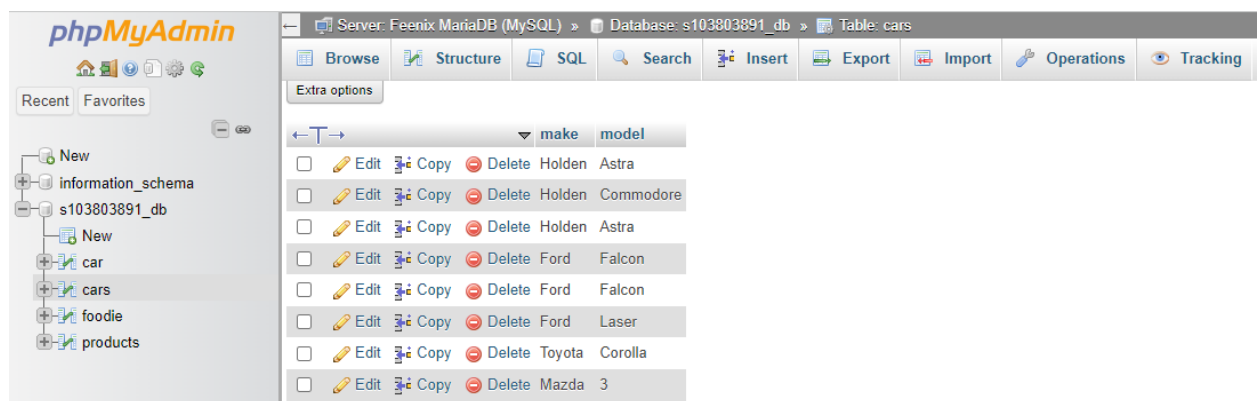 phpMyAdmin
Recent Favorites
New
information_schema
s103803891_db
New
car
cars
foodie
products
Server: Feenix MariaDB (MySQL) » Database: s103803891_db » Table: cars
Browse Structure SQL Search Insert Export Import Operations Tracking
Extra options
←T→ make model
Edit Copy Delete Holden Astra
Edit Copy Delete Holden Commodore
Edit Copy Delete Holden Astra
Edit Copy Delete Ford Falcon
Edit Copy Delete Ford Falcon
Edit Copy Delete Ford Laser
Edit Copy Delete Toyota Corolla
Edit Copy Delete Mazda 3